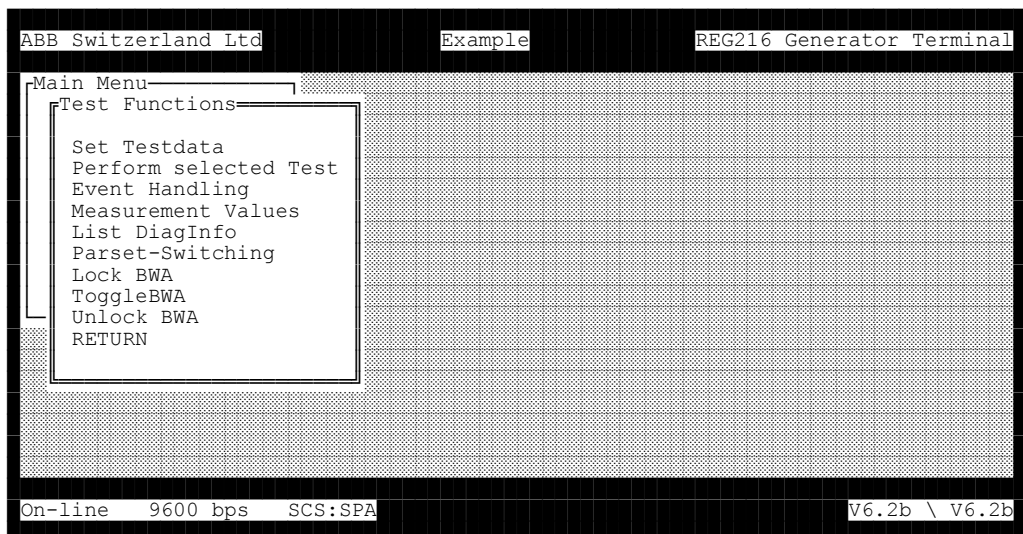 ABB Switzerland Ltd Example REG216 Generator Terminal
Main Menu
Test Functions
Set Testdata
Perform selected Test
Event Handling
Measurement Values
List DiagInfo
Parset-Switching
Lock BWA
ToggleBWA
Unlock BWA
RETURN
On-line 9600 bps SCS:SPA V6.2b \ V6.2b